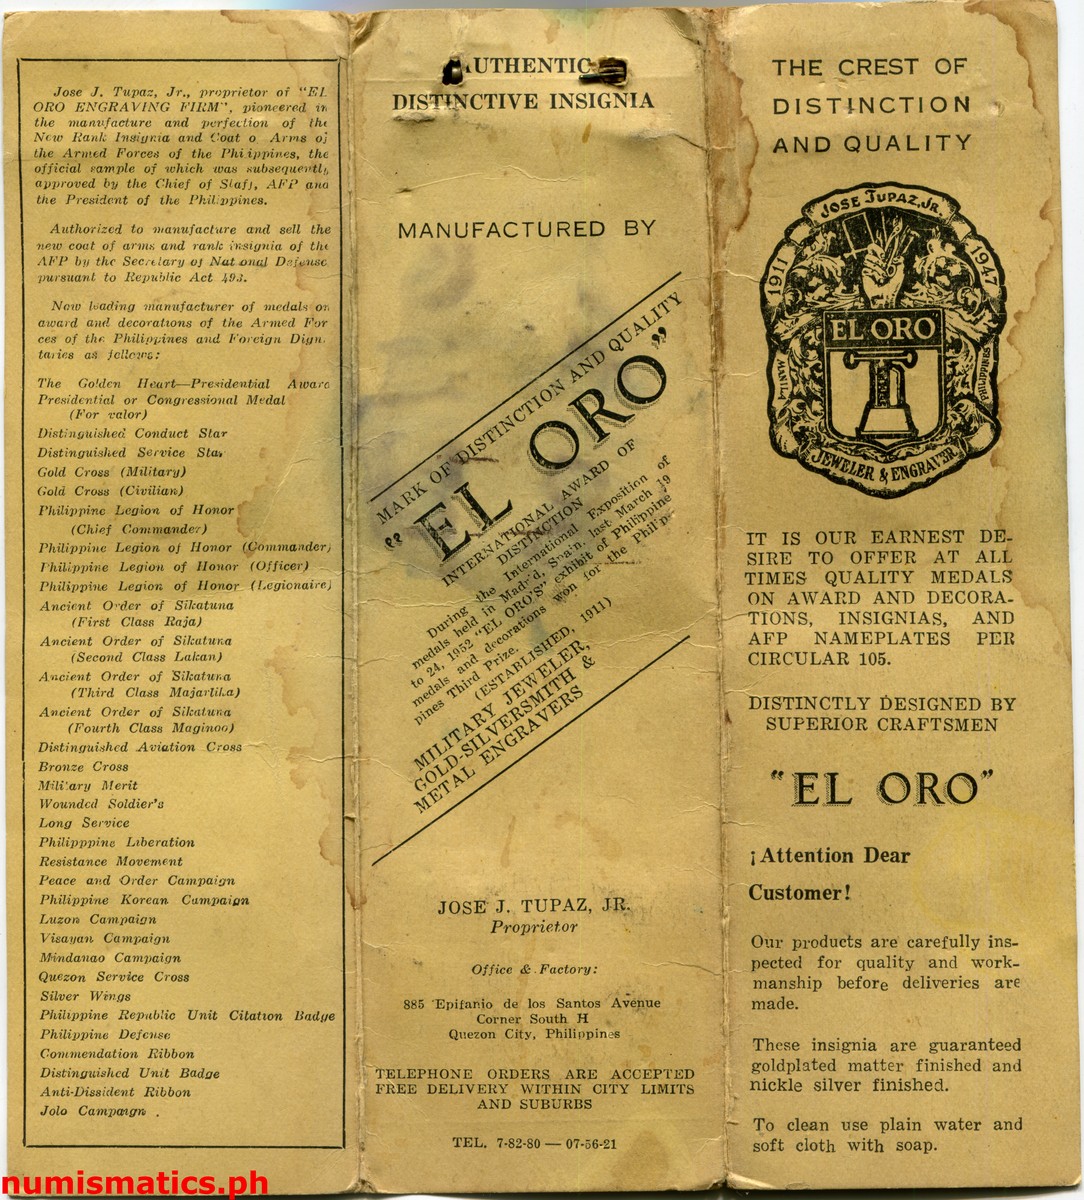 Jose J. Tupaz, Jr., proprietor of "EL
ORO ENGRAVING FIRM", pioneered in
the manufacture and perfection of the
New Rank Insignia and Coat o Arms of
the Armed Forces of the Philippines, the
official sample of which was subsequently
approved by the Chief of Staff, AFP and
the President of the Philippines.
Authorized to manufacture and sell the
new coat of arms and rank insignia of the
AFP by the Secretary of National Defense
pursuant to Republic Act 493.
Now leading manufacturer of medals on
award and decorations of the Armed For
ces of the Philippines and Foreign Digni
taries as follows:
The Golden Heart—Presidential Award
Presidential or Congressional Medal
(For valor)
Distinguished Conduct Star
Distinguished Service Star
Gold Cross (Military)
Gold Cross (Civilian)
Philippine Legion of Honor
(Chief Commander)
Philippine Legion of Honor (Commander)
Philippine Legion of Honor (Officer)
Philippine Legion of Honor (Legionaire)
Ancient Order of Sikatuna
(First Class Raja)
Ancient Order of Sikatuna
(Second Class Lakan)
Ancient Order of Sikatuna
(Third Class Majarlika)
Ancient Order of Sikatuna
(Fourth Class Maginoo)
Distinguished Aviation Cross
Bronze Cross
Military Merit
Wounded Soldier's
Long Service
Philipppine Liberation
Resistance Movement
Peace and Order Campaign
Philippine Korean Campaign
Luzon Campaign
Visayan Campaign
Mindanao Campaign
Quezon Service Cross
Silver Wings
Philippine Republic Unit Citation Badge
Philippine Defense
Commendation Ribbon
Distinguished Unit Badge
Anti-Dissident Ribbon
Jolo Campaign .
AUTHENTIC
DISTINCTIVE INSIGNIA
MANUFACTURED BY
MARK OF DISTINCTION AND QUALITY
"EL ORO"
INTERNATIONAL AWARD OF
DISTINCTION
During the International Exposition of
medals held in Madrid, Spain, last March 19
to 24, 1952 "EL ORO'S" exhibit of Philippine
medals and decorations won for the Philip-
pines Third Prize.
(ESTABLISHED, 1911)
MILITARY JEWELER,
GOLD-SILVERSMITH &
METAL ENGRAVERS
JOSE J. TUPAZ, JR.
Proprietor
Office & Factory:
885 Epifanio de los Santos Avenue
Corner South H
Quezon City, Philippines
TELEPHONE ORDERS ARE ACCEPTED
FREE DELIVERY WITHIN CITY LIMITS
AND SUBURBS
TEL. 7-82-80 — 07-56-21
THE CREST OF
DISTINCTION
AND QUALITY
JOSE TUPAZ, JR.
1911 1947
EL ORO
MANILA PHILIPPINES
JEWELER & ENGRAVER
IT IS OUR EARNEST DE-
SIRE TO OFFER AT ALL
TIMES QUALITY MEDALS
ON AWARD AND DECORA-
TIONS, INSIGNIAS, AND
AFP NAMEPLATES PER
CIRCULAR 105.
DISTINCTLY DESIGNED BY
SUPERIOR CRAFTSMEN
"EL ORO"
¡Attention Dear
Customer!
Our products are carefully ins-
pected for quality and work-
manship before deliveries are
made.
These insignia are guaranteed
goldplated matter finished and
nickle silver finished.
To clean use plain water and
soft cloth with soap.
numismatics.ph